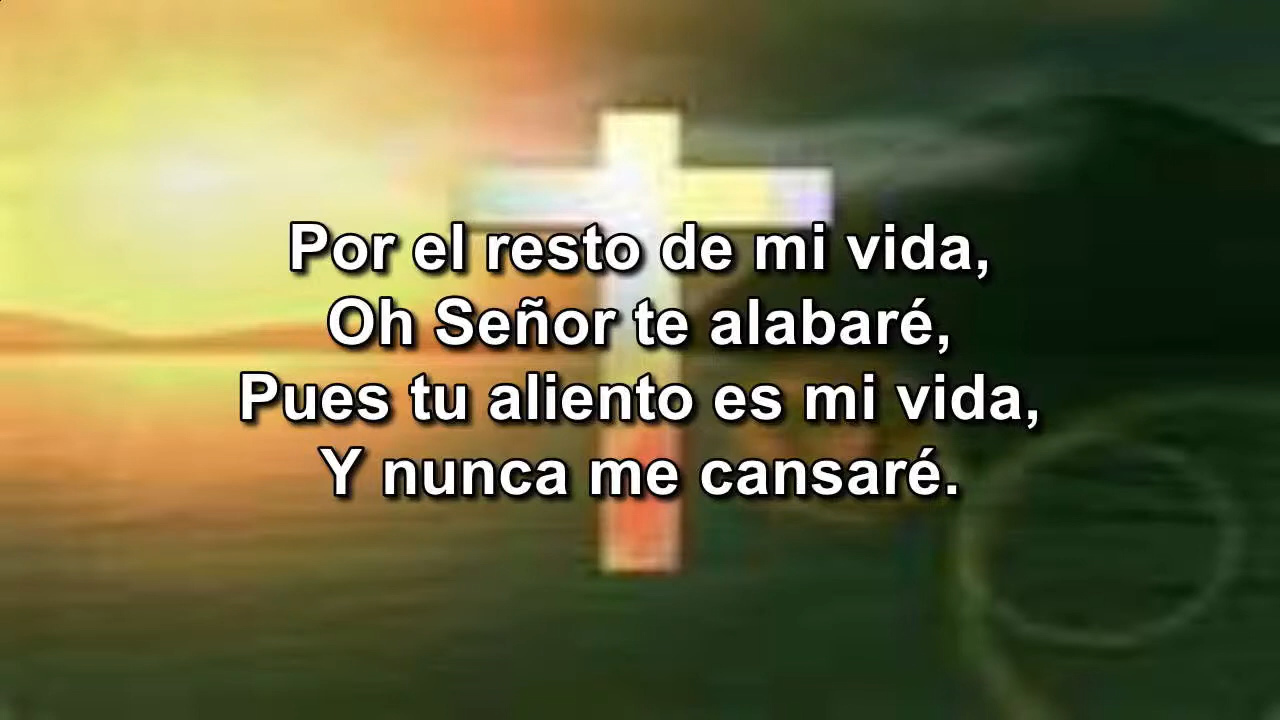 Por el resto de mi vida,
Oh Señor te alabaré,
Pues tu aliento es mi vida,
Y nunca me cansaré.